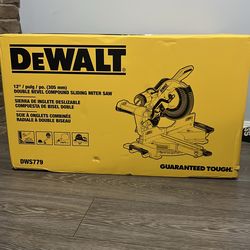 DEWALT
12" / pulg / po. (305 mm)
DOUBLE BEVEL COMPOUND SLIDING MITER SAW
SIERRA DE INGLETE DESLIZABLE
COMPUESTA DE BISEL DOBLE
SCIE À ONGLETS COMBINÉE
RADIALE À DOUBLE BISEAU
GUARANTEED TOUGH.
DWS779